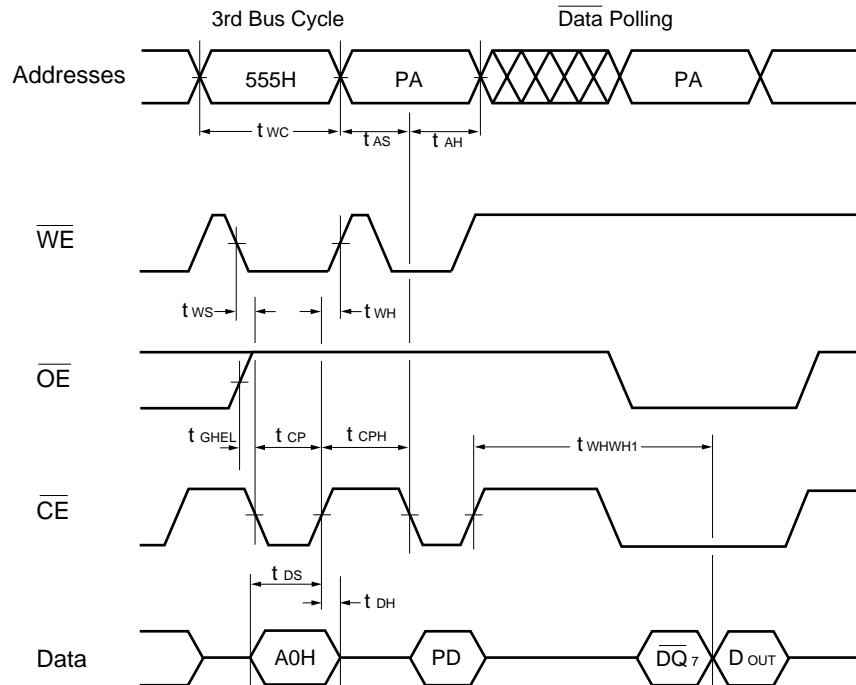 3rd Bus Cycle
Data Polling
Addresses
555H
PA
PA
t WC
t AS
t AH
WE
t WS
t WH
OE
t GHEL
t CP
t CPH
t WHWH1
CE
t DS
t DH
Data
A0H
PD
DQ 7
D OUT